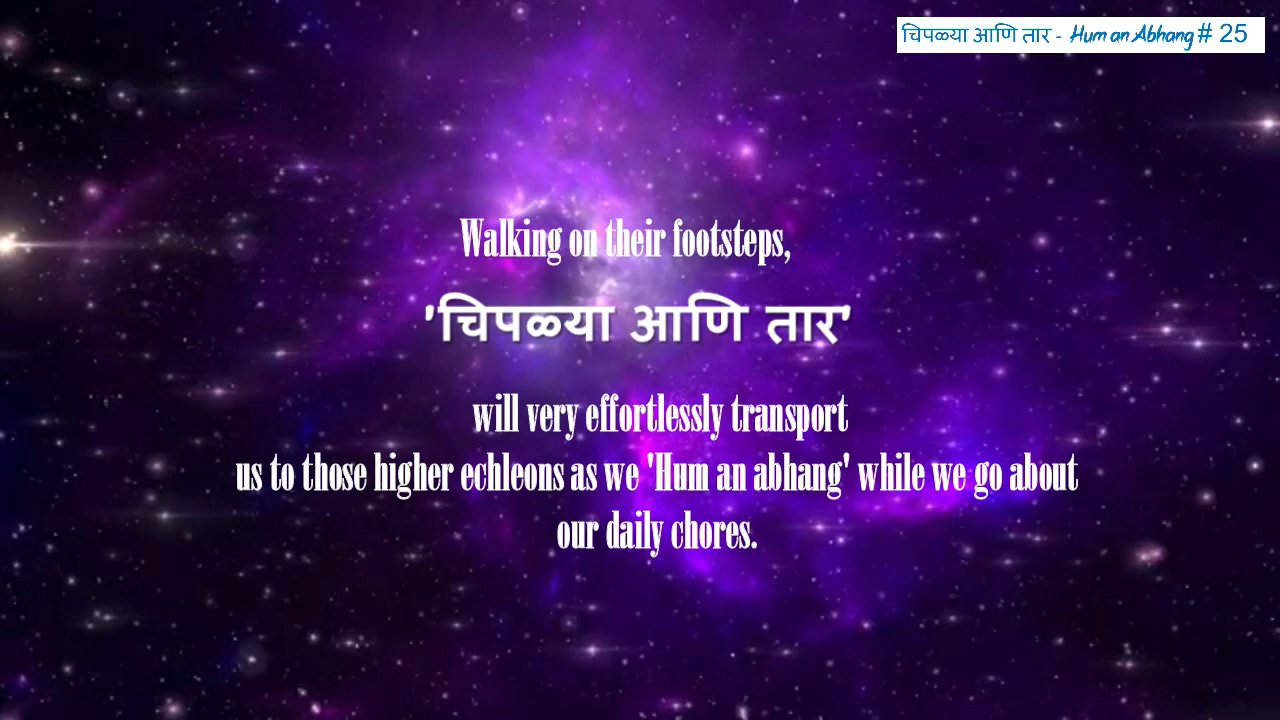 चिपळ्या आणि तार - Hum an Abhang # 25
Walking on their footsteps,
'चिपळ्या आणि तार'
will very effortlessly transport
us to those higher echleons as we 'Hum an abhang' while we go about
our daily chores.